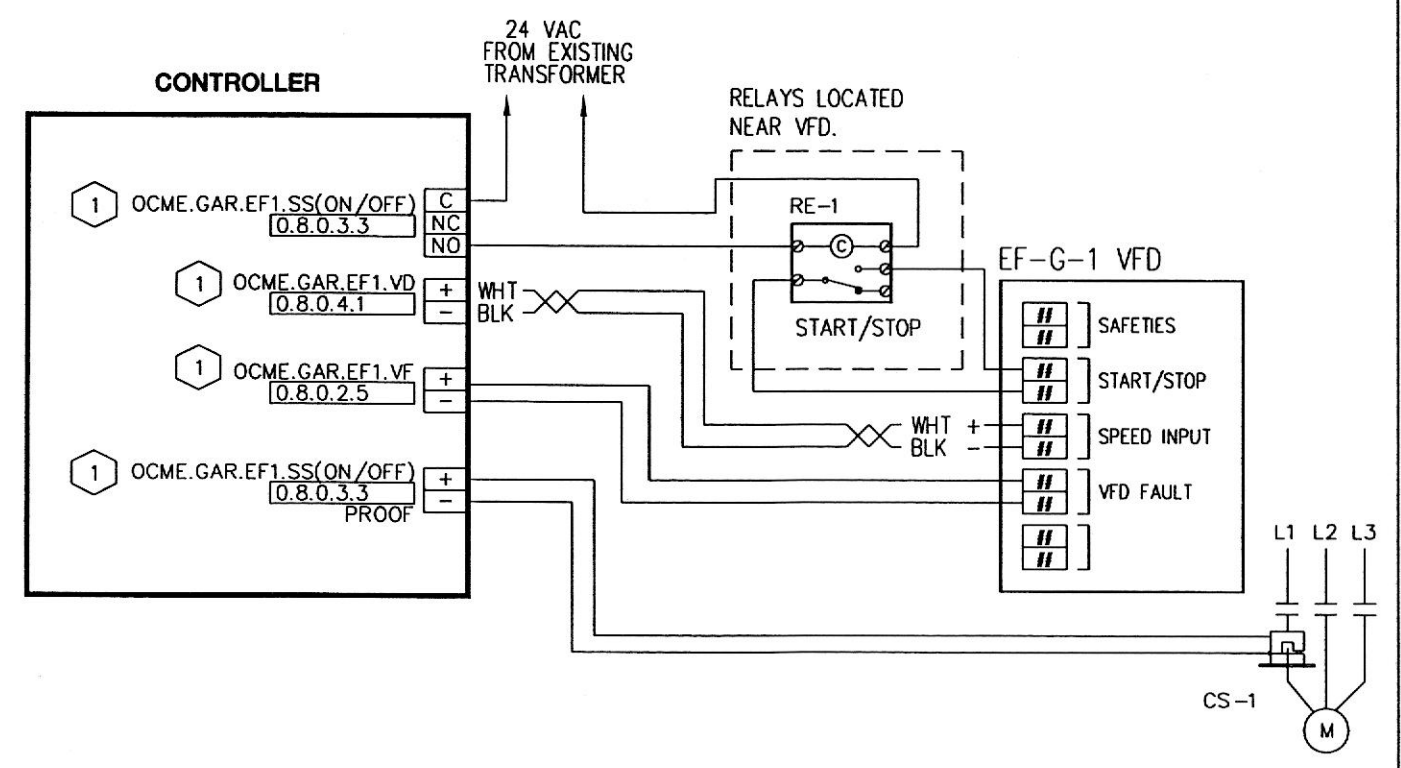 24 VAC
FROM EXISTING
TRANSFORMER
CONTROLLER
RELAYS LOCATED
NEAR VFD.
1 OCME.GAR.EF1.SS(ON/OFF) C
0.8.0.3.3 NC
NO
RE-1
C
START/STOP
1 OCME.GAR.EF1.VD + WHT
0.8.0.4.1 - BLK
1 OCME.GAR.EF1.VF +
0.8.0.2.5 -
1 OCME.GAR.EF1.SS(ON/OFF) +
0.8.0.3.3 -
PROOF
EF-G-1 VFD
SAFETIES
START/STOP
WHT + SPEED INPUT
BLK -
VFD FAULT
L1 L2 L3
CS-1
M